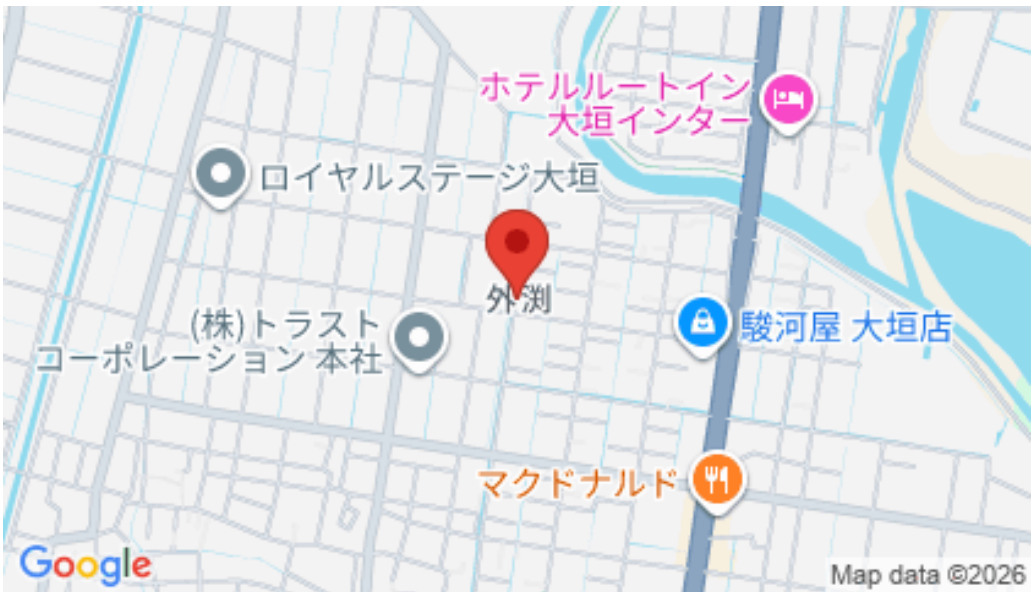 ホテルルートイン
大垣インター
ロイヤルステージ大垣
外渕
(株)トラスト
コーポレーション 本社
駿河屋 大垣店
マクドナルド
Google
Map data ©2026